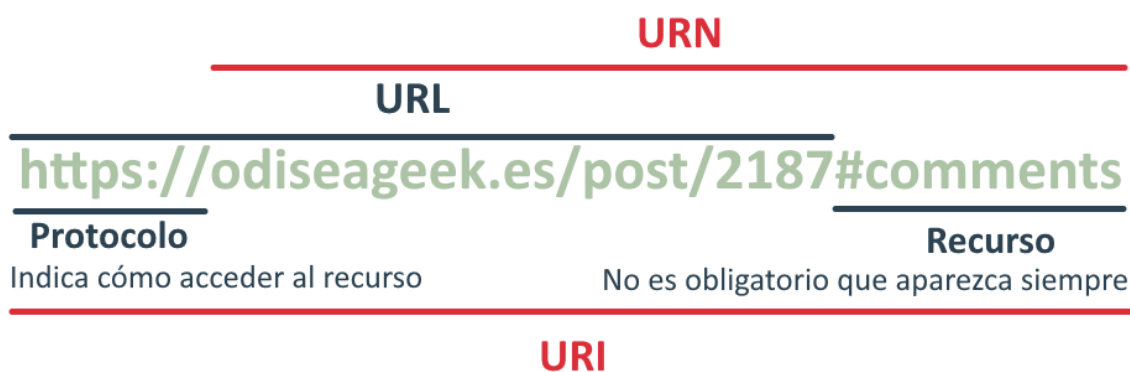 URN
URL
https://odiseageek.es/post/2187#comments
Protocolo
Indica cómo acceder al recurso
Recurso
No es obligatorio que aparezca siempre
URI